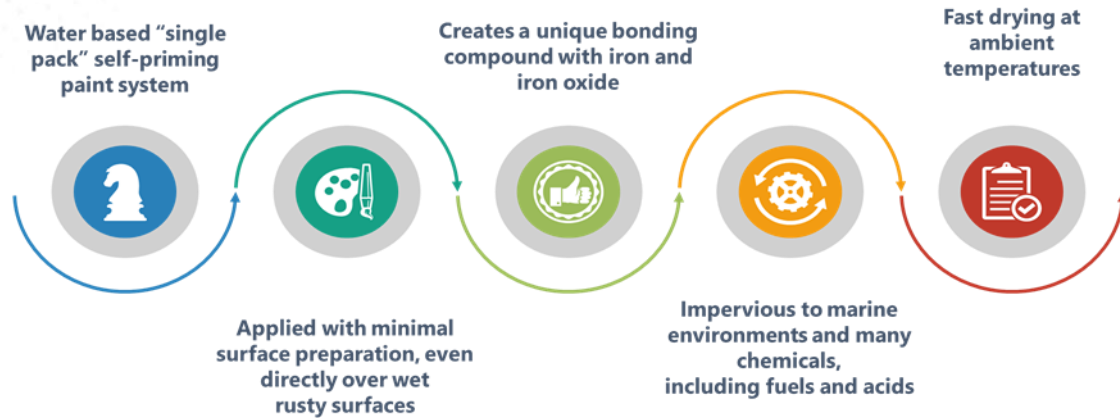 Water based “single
pack” self-priming
paint system
Applied with minimal
surface preparation, even
directly over wet
rusty surfaces
Creates a unique bonding
compound with iron and
iron oxide
Impervious to marine
environments and many
chemicals,
including fuels and acids
Fast drying at
ambient
temperatures